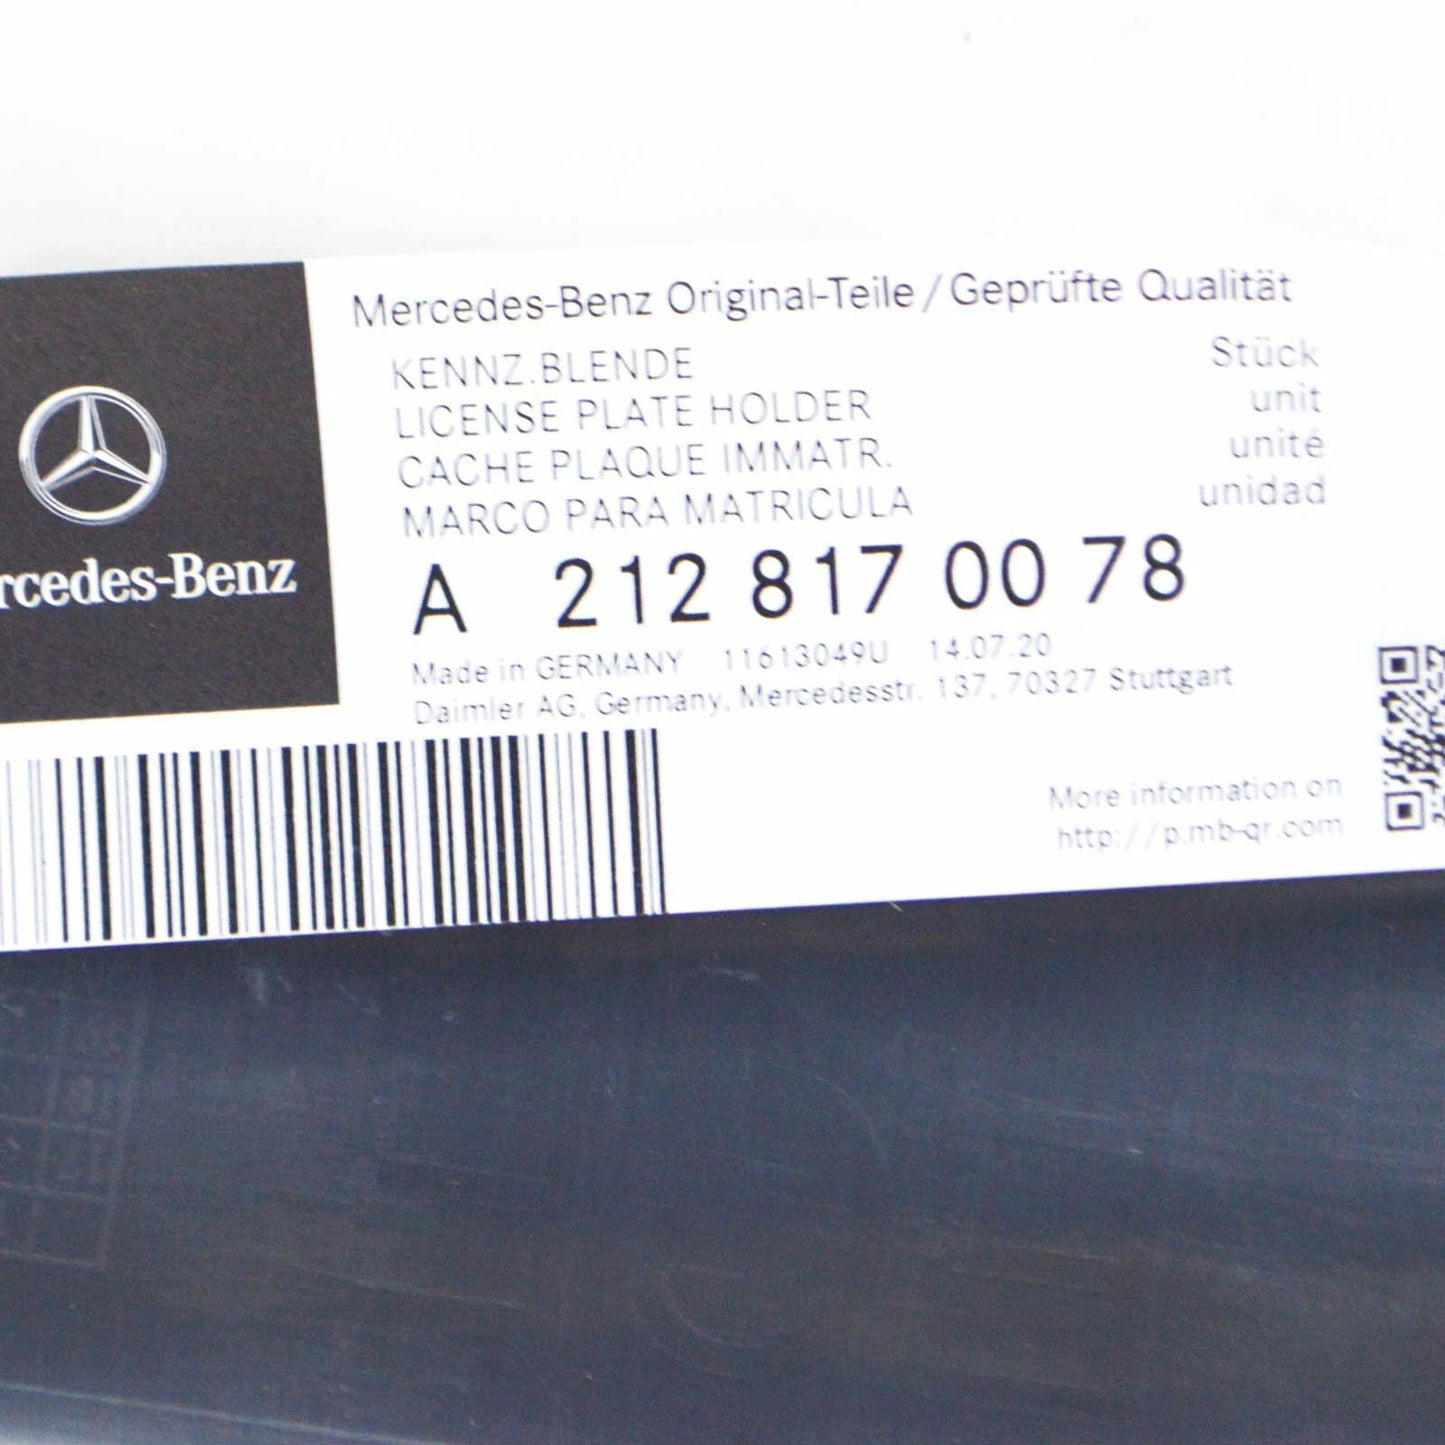 Mercedes-Benz Original-Teile / Geprüfte Qualität
KENNZ.BLENDE Stück
LICENSE PLATE HOLDER unit
CACHE PLAQUE IMMATR. unité
MARCO PARA MATRICULA unidad
rcedes-Benz
A 212 817 00 78
Made in GERMANY 11613049U 14.07.20
Daimler AG, Germany, Mercedesstr. 137, 70327 Stuttgart
More information on
http://p.mb-qr.com